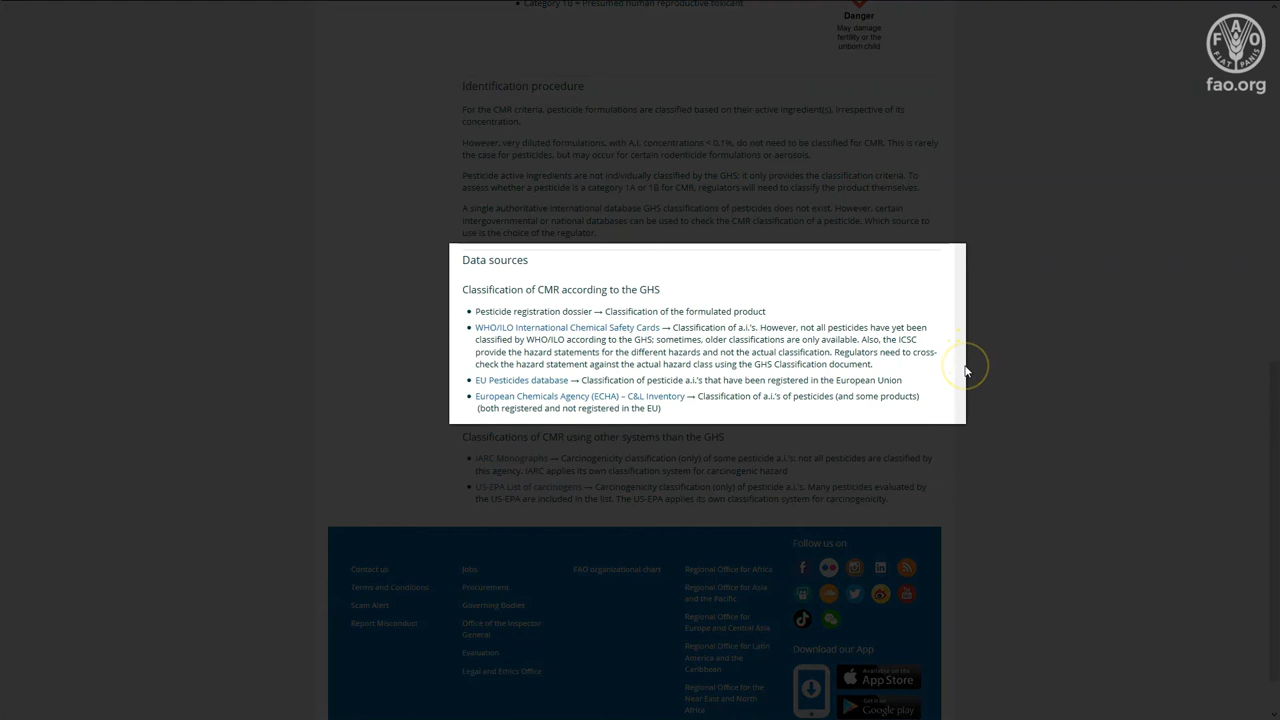 Category 1B = Presumed human reproductive toxicant
Danger
May damage
fertility or the
unborn child
FAO
FIAT PANIS
fao.org
Identification procedure
For the CMR criteria, pesticide formulations are classified based on their active ingredient(s), irrespective of its
concentration.
However, very diluted formulations, with A.I. concentrations < 0.1%, do not need to be classified for CMR. This is rarely
the case for pesticides, but may occur for certain rodenticide formulations or aerosols.
Pesticide active ingredients are not individually classified by the GHS; it only provides the classification criteria. To
assess whether a pesticide is a category 1A or 1B for CMR, regulators will need to classify the product themselves.
A single authoritative international database GHS classifications of pesticides does not exist. However, certain
intergovernmental or national databases can be used to check the CMR classification of a pesticide. Which source to
use is the choice of the regulator.
Data sources
Classification of CMR according to the GHS
• Pesticide registration dossier → Classification of the formulated product
• WHO/ILO International Chemical Safety Cards → Classification of a.i.'s. However, not all pesticides have yet been
classified by WHO/ILO according to the GHS; sometimes, older classifications are only available. Also, the ICSC
provide the hazard statements for the different hazards and not the actual classification. Regulators need to cross-
check the hazard statement against the actual hazard class using the GHS Classification document.
• EU Pesticides database → Classification of pesticide a.i.'s that have been registered in the European Union
• European Chemicals Agency (ECHA) – C&L Inventory → Classification of a.i.'s of pesticides (and some products)
(both registered and not registered in the EU)
Classifications of CMR using other systems than the GHS
• IARC Monographs → Carcinogenicity classification (only) of some pesticide a.i.'s: not all pesticides are classified by
this agency. IARC applies its own classification system for carcinogenic hazard
• US-EPA List of carcinogens → Carcinogenicity classification (only) of pesticide a.i.'s. Many pesticides evaluated by
the US-EPA are included in the list. The US-EPA applies its own classification system for carcinogenicity.
Contact us
Terms and Conditions
Scam Alert
Report Misconduct
Jobs
Procurement
Governing Bodies
Office of the Inspector
General
Evaluation
Legal and Ethics Office
FAO organizational chart
Regional Office for Africa
Regional Office for Asia
and the Pacific
Regional Office for
Europe and Central Asia
Regional Office for Latin
America and the
Caribbean
Regional Office for the
Near East and North
Africa
Follow us on
Download our App
Available on the
App Store
Google play